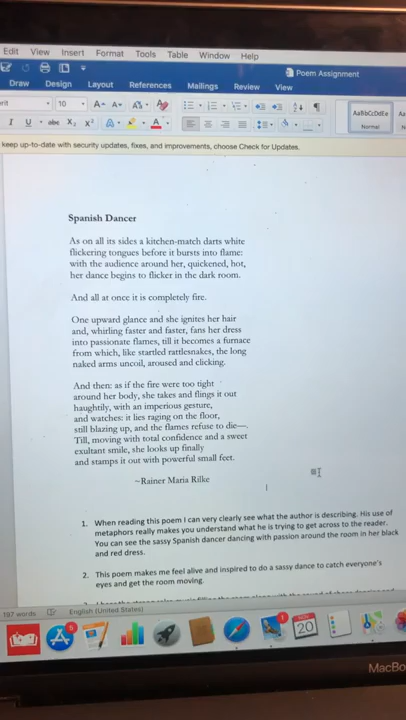 Edit View Insert Format Tools Table Window Help
Poem Assignment
Draw Design Layout References Mailings Review View
10 A A
I U abc X₂ X² A A ¶
AaBbCcDdEe
Normal
keep up-to-date with security updates, fixes, and improvements, choose Check for Updates.
Spanish Dancer
As on all its sides a kitchen-match darts white
flickering tongues before it bursts into flame:
with the audience around her, quickened, hot,
her dance begins to flicker in the dark room.
And all at once it is completely fire.
One upward glance and she ignites her hair
and, whirling faster and faster, fans her dress
into passionate flames, till it becomes a furnace
from which, like startled rattlesnakes, the long
naked arms uncoil, aroused and clicking.
And then: as if the fire were too tight
around her body, she takes and flings it out
haughtily, with an imperious gesture,
and watches: it lies raging on the floor,
still blazing up, and the flames refuse to die—.
Till, moving with total confidence and a sweet
exultant smile, she looks up finally
and stamps it out with powerful small feet.
~Rainer Maria Rilke
1. When reading this poem I can very clearly see what the author is describing. His use of
metaphors really makes you understand what he is trying to get across to the reader.
You can see the sassy Spanish dancer dancing with passion around the room in her black
and red dress.
2. This poem makes me feel alive and inspired to do a sassy dance to catch everyone's
eyes and get the room moving.
197 words English (United States)
5
1
NOV
20
MacBo